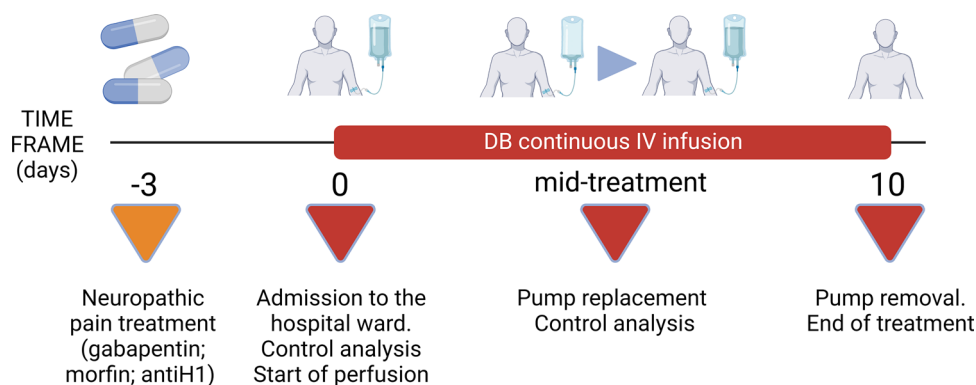 TIME
FRAME
(days)
DB continuous IV infusion
-3
0
mid-treatment
10
Neuropathic
pain treatment
(gabapentin;
morfin; antiH1)
Admission to the
hospital ward.
Control analysis
Start of perfusion
Pump replacement
Control analysis
Pump removal.
End of treatment